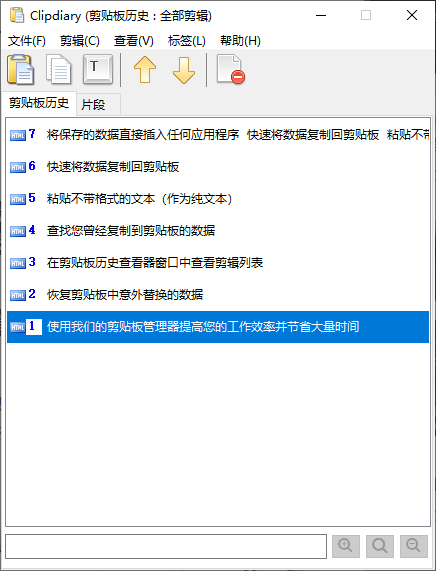 Clipdiary (剪贴板历史 : 全部剪辑)
文件(F) 剪辑(C) 查看(V) 标签(L) 帮助(H)
T
剪贴板历史 片段
HTML 7 将保存的数据直接插入任何应用程序 快速将数据复制回剪贴板 粘贴不带
HTML 6 快速将数据复制回剪贴板
HTML 5 粘贴不带格式的文本（作为纯文本）
HTML 4 查找您曾经复制到剪贴板的数据
HTML 3 在剪贴板历史查看器窗口中查看剪辑列表
HTML 2 恢复剪贴板中意外替换的数据
HTML 1 使用我们的剪贴板管理器提高您的工作效率并节省大量时间